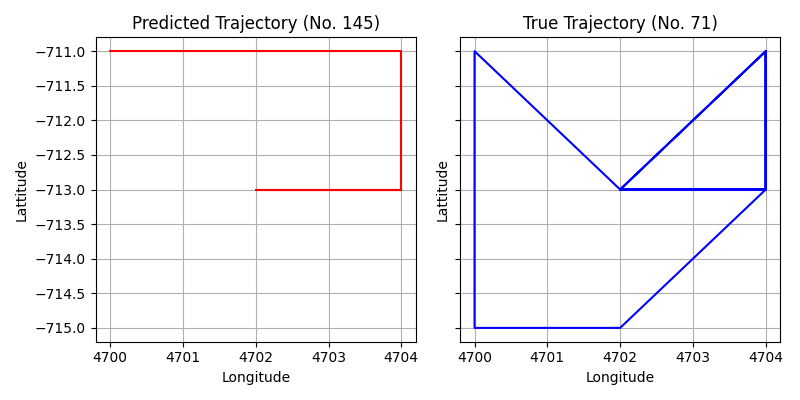 Predicted Trajectory (No. 145)
Lattitude
−711.0
−711.5
−712.0
−712.5
−713.0
−713.5
−714.0
−714.5
−715.0
4700 4701 4702 4703 4704
Longitude
True Trajectory (No. 71)
Lattitude
4700 4701 4702 4703 4704
Longitude